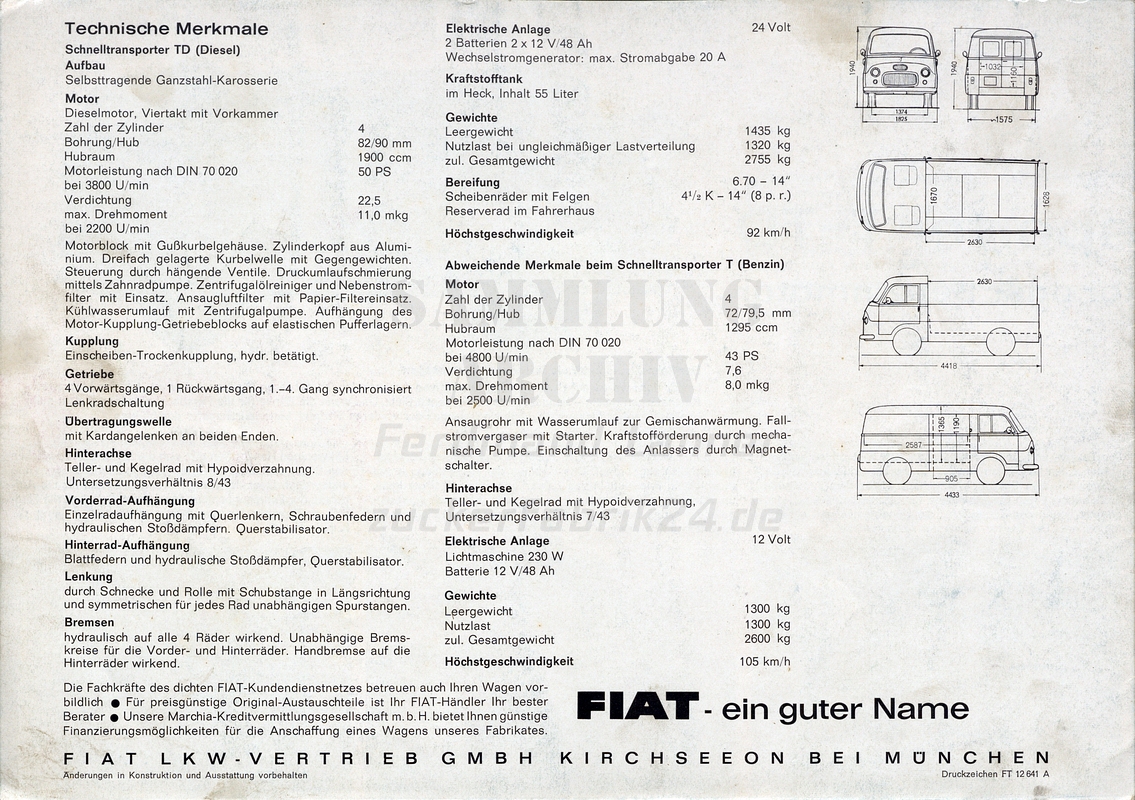 Technische Merkmale
Schnelltransporter TD (Diesel)
Aufbau
Selbsttragende Ganzstahl-Karosserie
Motor
Dieselmotor, Viertakt mit Vorkammer
Zahl der Zylinder 4
Bohrung/Hub 82/90 mm
Hubraum 1900 ccm
Motorleistung nach DIN 70 020 50 PS
bei 3800 U/min
Verdichtung 22,5
max. Drehmoment 11,0 mkg
bei 2200 U/min
Motorblock mit Gußkurbelgehäuse. Zylinderkopf aus Alumi-
nium. Dreifach gelagerte Kurbelwelle mit Gegengewichten.
Steuerung durch hängende Ventile. Druckumlaufschmierung
mittels Zahnradpumpe. Zentrifugalölreiniger und Nebenstrom-
filter mit Einsatz. Ansaugluftfilter mit Papier-Filtereinsatz.
Kühlwasserumlauf mit Zentrifugalpumpe. Aufhängung des
Motor-Kupplung-Getriebeblocks auf elastischen Pufferlagern.
Kupplung
Einscheiben-Trockenkupplung, hydr. betätigt.
Getriebe
4 Vorwärtsgänge, 1 Rückwärtsgang, 1.–4. Gang synchronisiert
Lenkradschaltung
Übertragungswelle
mit Kardangelenken an beiden Enden.
Hinterachse
Teller- und Kegelrad mit Hypoidverzahnung.
Untersetzungsverhältnis 8/43
Vorderrad-Aufhängung
Einzelradaufhängung mit Querlenkern, Schraubenfedern und
hydraulischen Stoßdämpfern. Querstabilisator.
Hinterrad-Aufhängung
Blattfedern und hydraulische Stoßdämpfer, Querstabilisator.
Lenkung
durch Schnecke und Rolle mit Schubstange in Längsrichtung
und symmetrischen für jedes Rad unabhängigen Spurstangen.
Bremsen
hydraulisch auf alle 4 Räder wirkend. Unabhängige Brems-
kreise für die Vorder- und Hinterräder. Handbremse auf die
Hinterräder wirkend.
Elektrische Anlage 24 Volt
2 Batterien 2 x 12 V/48 Ah
Wechselstromgenerator: max. Stromabgabe 20 A
Kraftstofftank
im Heck, Inhalt 55 Liter
Gewichte
Leergewicht 1435 kg
Nutzlast bei ungleichmäßiger Lastverteilung 1320 kg
zul. Gesamtgewicht 2755 kg
Bereifung 6.70 – 14"
Scheibenräder mit Felgen 4 1/2 K – 14" (8 p. r.)
Reserverad im Fahrerhaus
Höchstgeschwindigkeit 92 km/h
Abweichende Merkmale beim Schnelltransporter T (Benzin)
Motor
Zahl der Zylinder 4
Bohrung/Hub 72/79,5 mm
Hubraum 1295 ccm
Motorleistung nach DIN 70 020
bei 4800 U/min 43 PS
Verdichtung 7,6
max. Drehmoment 8,0 mkg
bei 2500 U/min
Ansaugrohr mit Wasserumlauf zur Gemischanwärmung. Fall-
stromvergaser mit Starter. Kraftstofförderung durch mecha-
nische Pumpe. Einschaltung des Anlassers durch Magnet-
schalter.
Hinterachse
Teller- und Kegelrad mit Hypoidverzahnung,
Untersetzungsverhältnis 7/43
Elektrische Anlage 12 Volt
Lichtmaschine 230 W
Batterie 12 V/48 Ah
Gewichte
Leergewicht 1300 kg
Nutzlast 1300 kg
zul. Gesamtgewicht 2600 kg
Höchstgeschwindigkeit 105 km/h
1940
1374
1825
1940
1032
1160
1575
1670
1628
2630
2630
4418
1365
1190
2587
905
4433
SAMMLUNG
ARCHIV
zuckerfabrik24.de
Die Fachkräfte des dichten FIAT-Kundendienstnetzes betreuen auch Ihren Wagen vor-
bildlich ● Für preisgünstige Original-Austauschteile ist Ihr FIAT-Händler Ihr bester
Berater ● Unsere Marchia-Kreditvermittlungsgesellschaft m. b. H. bietet Ihnen günstige
Finanzierungsmöglichkeiten für die Anschaffung eines Wagens unseres Fabrikates.
FIAT - ein guter Name
FIAT LKW-VERTRIEB GMBH KIRCHSEEON BEI MÜNCHEN
Änderungen in Konstruktion und Ausstattung vorbehalten
Druckzeichen FT 12 641 A